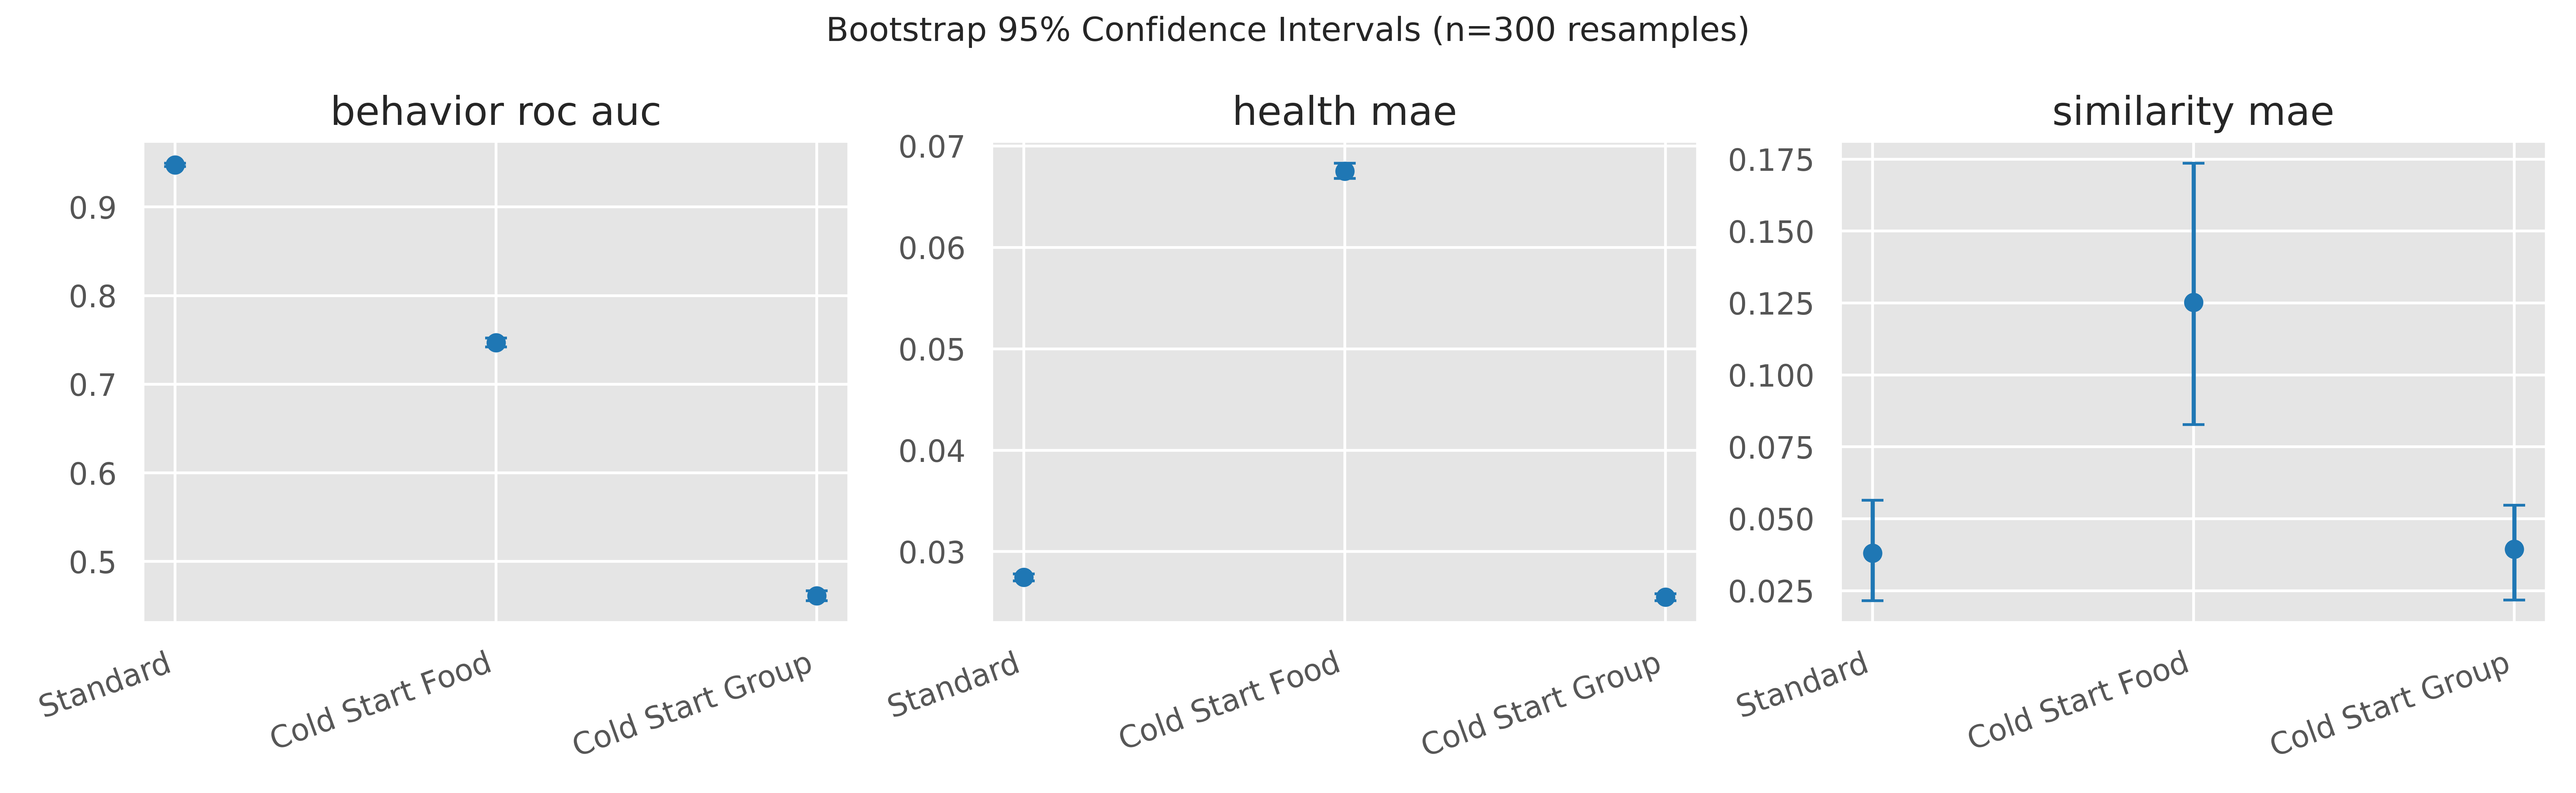 Bootstrap 95% Confidence Intervals (n=300 resamples)
behavior roc auc
0.9
0.8
0.7
0.6
0.5
Standard
Cold Start Food
Cold Start Group
health mae
0.07
0.06
0.05
0.04
0.03
Standard
Cold Start Food
Cold Start Group
similarity mae
0.175
0.150
0.125
0.100
0.075
0.050
0.025
Standard
Cold Start Food
Cold Start Group